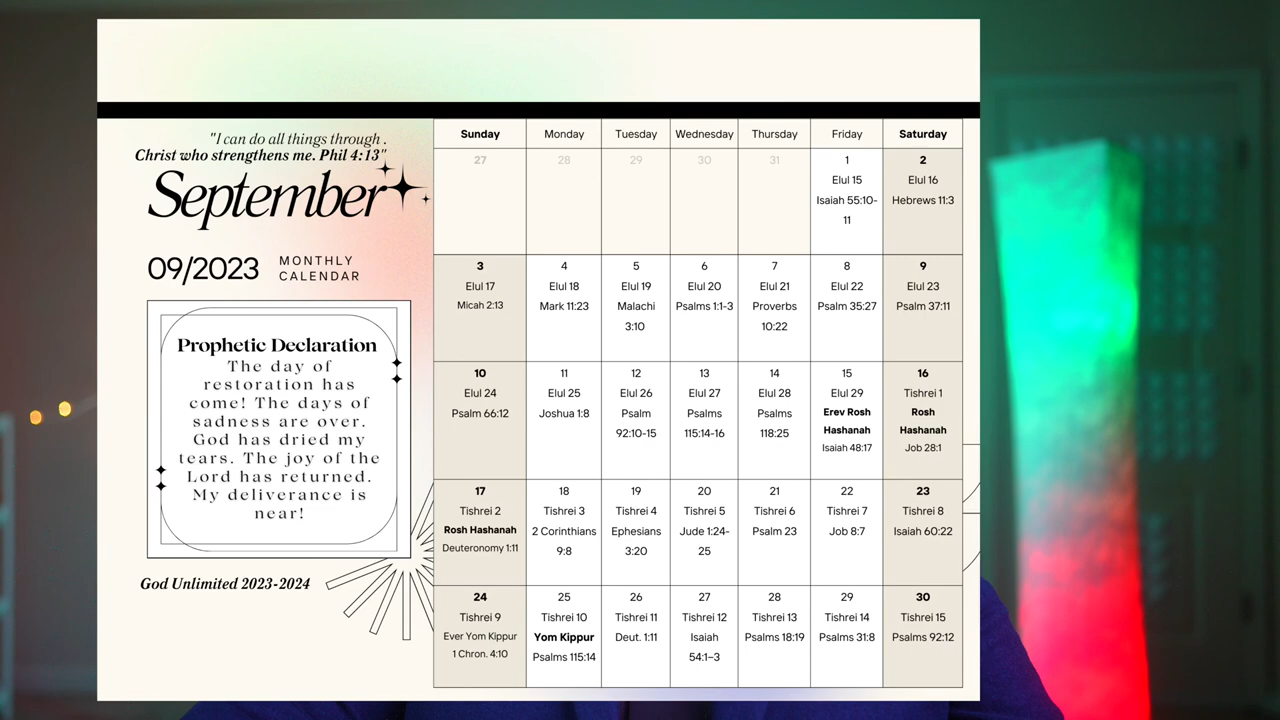 "I can do all things through .
Christ who strengthens me. Phil 4:13"
September
09/2023
MONTHLY
CALENDAR
Prophetic Declaration
The day of
restoration has
come! The days of
sadness are over.
God has dried my
tears. The joy of the
Lord has returned.
My deliverance is
near!
God Unlimited 2023-2024
Sunday Monday Tuesday Wednesday Thursday Friday Saturday
27 28 29 30 31 1 2
Elul 15 Elul 16
Isaiah 55:10- Hebrews 11:3
11
3 4 5 6 7 8 9
Elul 17 Elul 18 Elul 19 Elul 20 Elul 21 Elul 22 Elul 23
Micah 2:13 Mark 11:23 Malachi Psalms 1:1-3 Proverbs Psalm 35:27 Psalm 37:11
3:10 10:22
10 11 12 13 14 15 16
Elul 24 Elul 25 Elul 26 Elul 27 Elul 28 Elul 29 Tishrei 1
Psalm 66:12 Joshua 1:8 Psalm Psalms Psalms Erev Rosh Rosh
92:10-15 115:14-16 118:25 Hashanah Hashanah
Isaiah 48:17 Job 28:1
17 18 19 20 21 22 23
Tishrei 2 Tishrei 3 Tishrei 4 Tishrei 5 Tishrei 6 Tishrei 7 Tishrei 8
Rosh Hashanah 2 Corinthians Ephesians Jude 1:24- Psalm 23 Job 8:7 Isaiah 60:22
Deuteronomy 1:11 9:8 3:20 25
24 25 26 27 28 29 30
Tishrei 9 Tishrei 10 Tishrei 11 Tishrei 12 Tishrei 13 Tishrei 14 Tishrei 15
Ever Yom Kippur Yom Kippur Deut. 1:11 Isaiah Psalms 18:19 Psalms 31:8 Psalms 92:12
1 Chron. 4:10 Psalms 115:14 54:1–3